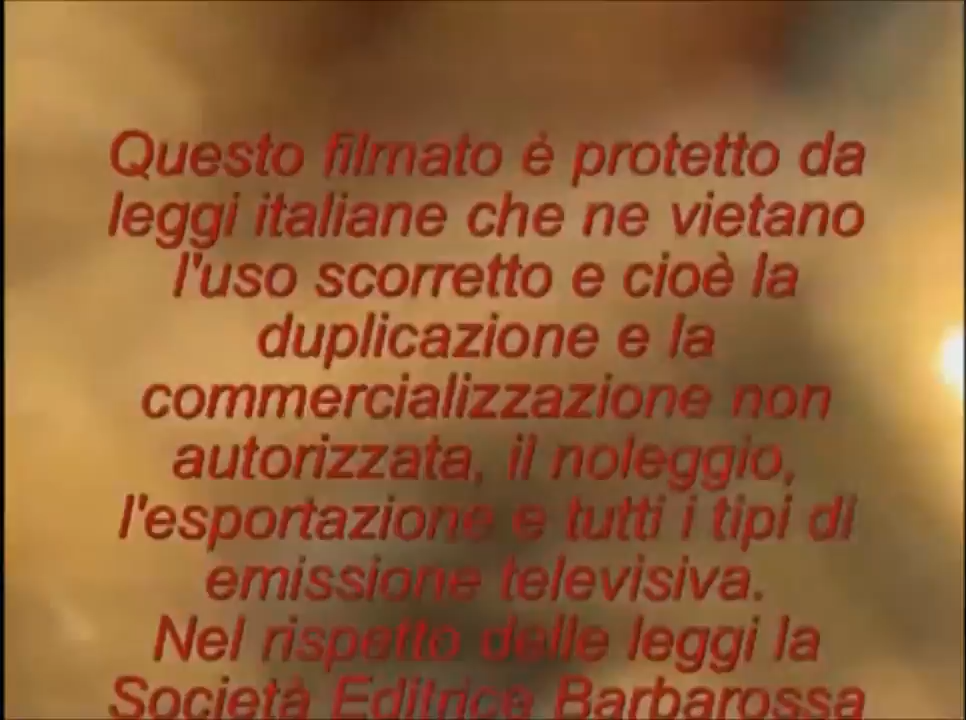 Questo filmato è protetto da
leggi italiane che ne vietano
l'uso scorretto e cioè la
duplicazione e la
commercializzazione non
autorizzata, il noleggio,
l'esportazione e tutti i tipi di
emissione televisiva.
Nel rispetto delle leggi la
Società Editrice Barbarossa